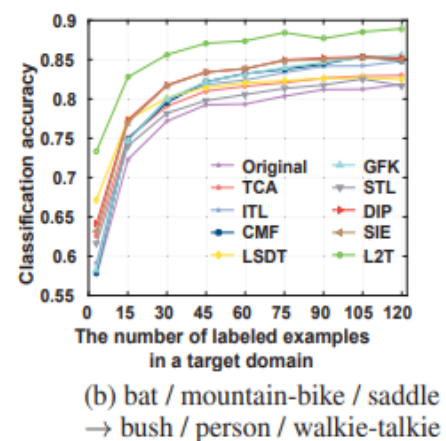 0.9
0.85
0.8
0.75
0.7
0.65
0.6
0.55
Classification accuracy
Original GFK
TCA STL
ITL DIP
CMF SIE
LSDT L2T
0 15 30 45 60 75 90 105 120
The number of labeled examples
in a target domain
(b) bat / mountain-bike / saddle
→ bush / person / walkie-talkie